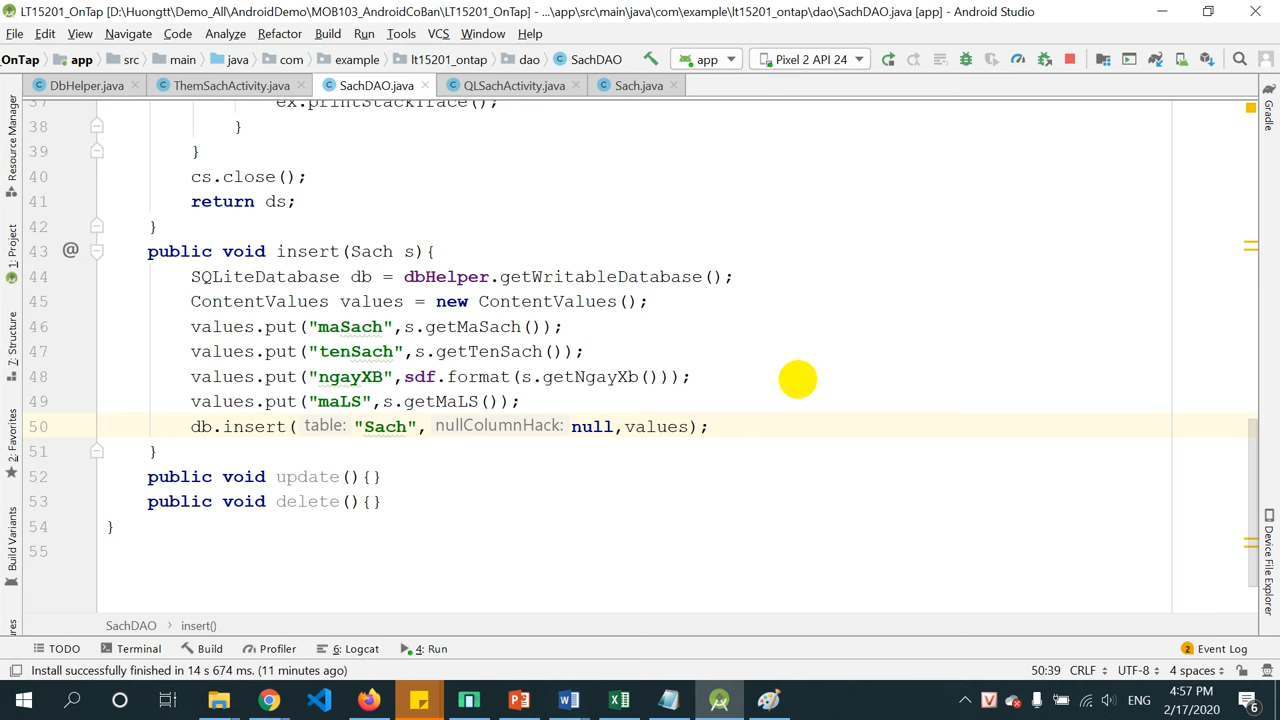 LT15201_OnTap [D:\Huongtt\Demo_All\AndroidDemo\MOB103_AndroidCoBan\LT15201_OnTap] - ...\app\src\main\java\com\example\lt15201_ontap\dao\SachDAO.java [app] - Android Studio
File Edit View Navigate Code Analyze Refactor Build Run Tools VCS Window Help
OnTap app src main java com example lt15201_ontap dao SachDAO app Pixel 2 API 24
DbHelper.java ThemSachActivity.java SachDAO.java QLSachActivity.java Sach.java
37 ex.printStackTrace();
38 }
39 }
40 cs.close();
41 return ds;
42 }
43 @ public void insert(Sach s){
44 SQLiteDatabase db = dbHelper.getWritableDatabase();
45 ContentValues values = new ContentValues();
46 values.put("maSach",s.getMaSach());
47 values.put("tenSach",s.getTenSach());
48 values.put("ngayXB",sdf.format(s.getNgayXb()));
49 values.put("maLS",s.getMaLS());
50 db.insert( table: "Sach", nullColumnHack: null,values);
51 }
52 public void update(){}
53 public void delete(){}
54 }
55
Resource Manager
1: Project
7: Structure
2: Favorites
Build Variants
Gradle
Device File Explorer
SachDAO insert()
TODO Terminal Build Profiler 6: Logcat 4: Run 2 Event Log
Install successfully finished in 14 s 674 ms. (11 minutes ago) 50:39 CRLF UTF-8 4 spaces
ENG 4:57 PM
2/17/2020 6